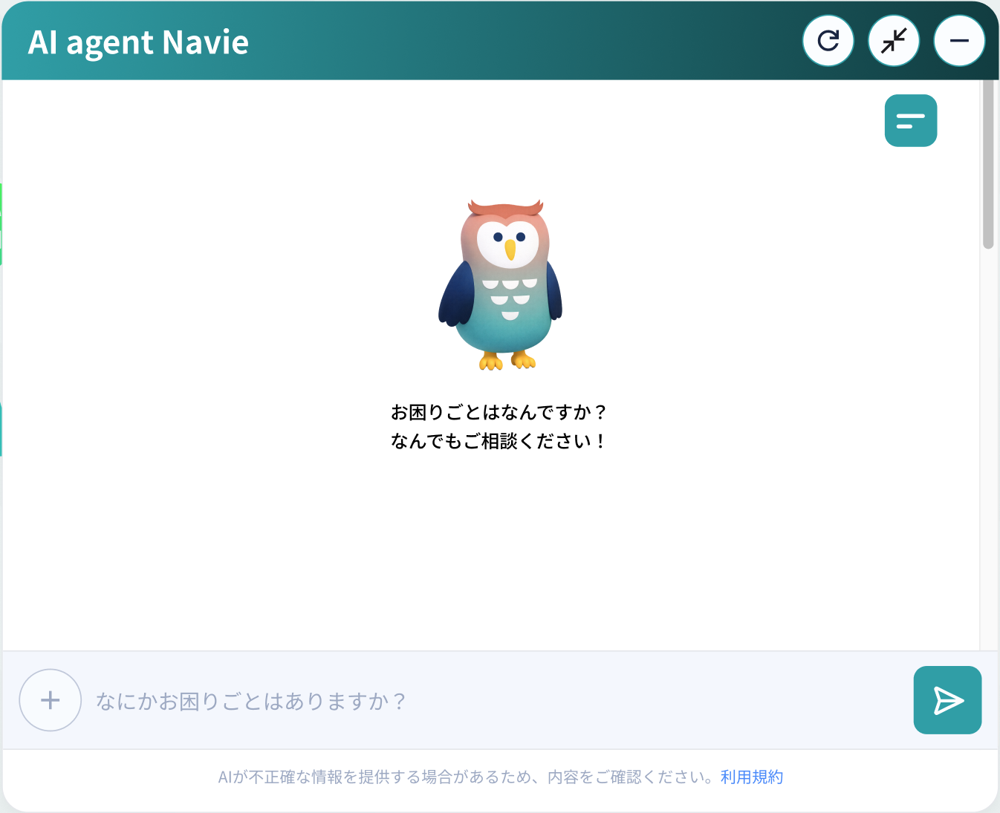 AI agent Navie
お困りごとはなんですか？
なんでもご相談ください！
なにかお困りごとはありますか？
AIが不正確な情報を提供する場合があるため、内容をご確認ください。利用規約